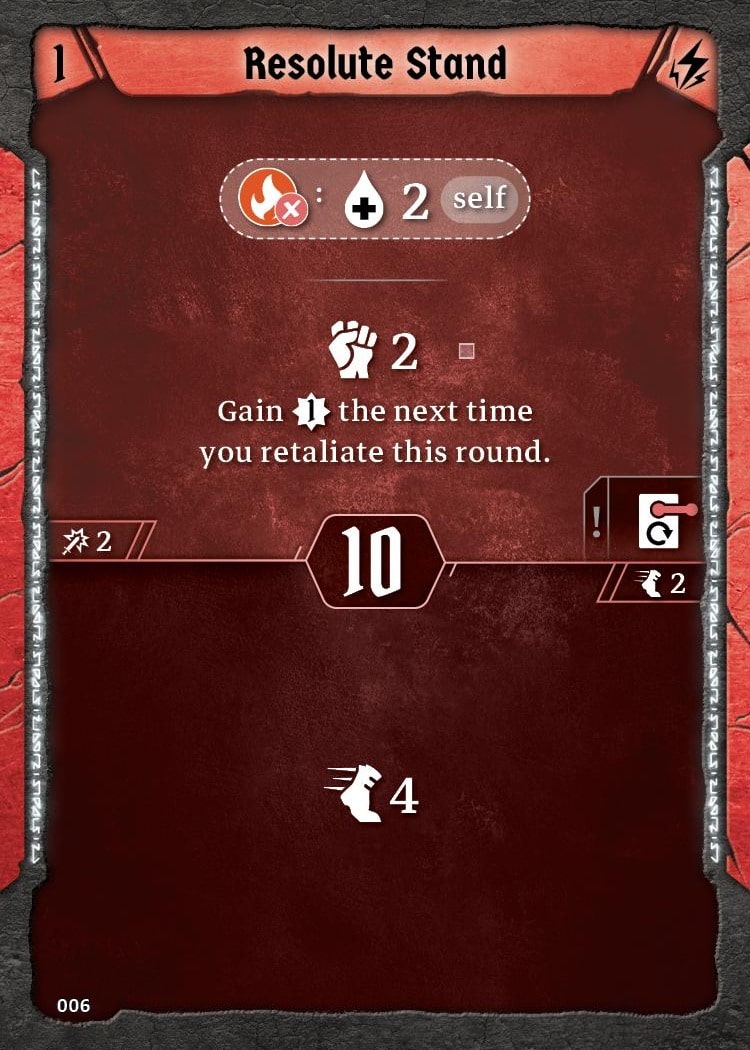 1
Resolute Stand
: 2 self
2
Gain 1 the next time
you retaliate this round.
!
2
10
2
4
006